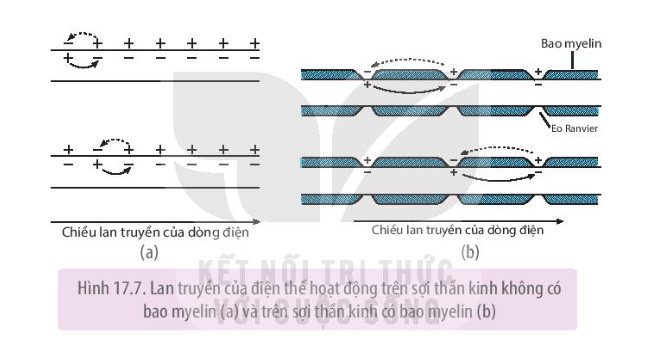 Bao myelin
Eo Ranvier
Chiều lan truyền của dòng điện
(a)
Chiều lan truyền của dòng điện
(b)
KẾT NỐI TRI THỨC
VỚI CUỘC SỐNG
Hình 17.7. Lan truyền của điện thế hoạt động trên sợi thần kinh không có
bao myelin (a) và trên sợi thần kinh có bao myelin (b)